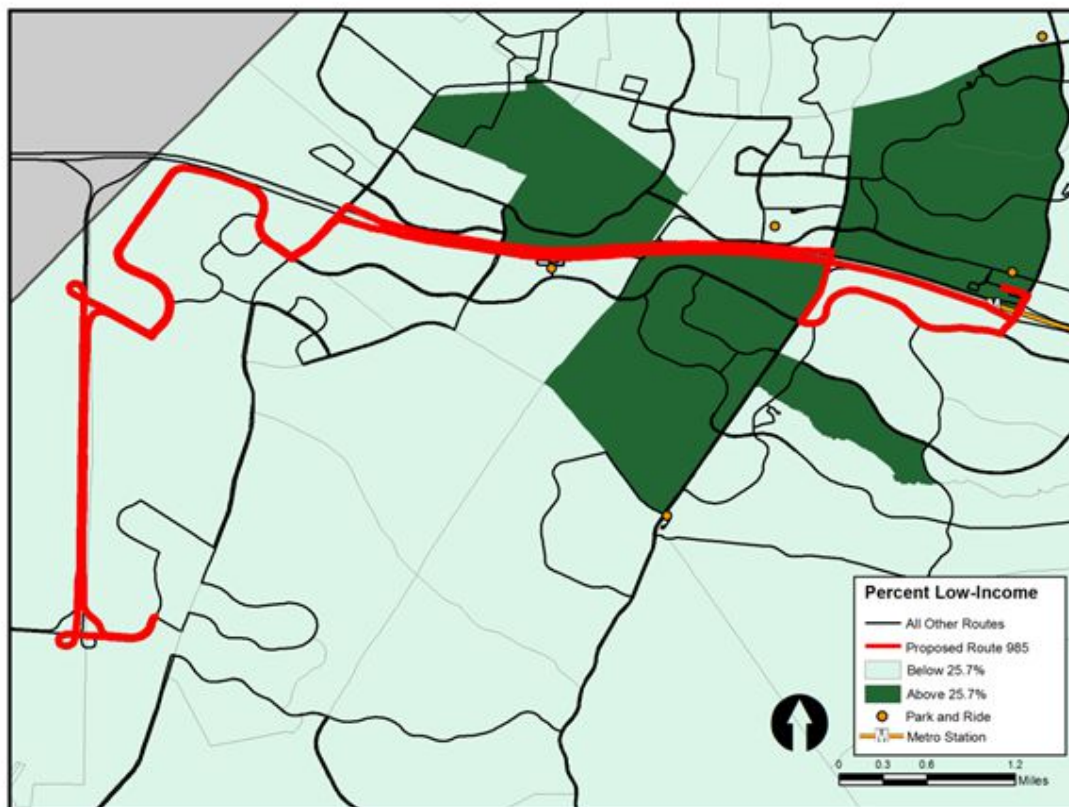 Percent Low-Income
All Other Routes
Proposed Route 985
Below 25.7%
Above 25.7%
Park and Ride
Metro Station
0 0.3 0.6 1.2
Miles